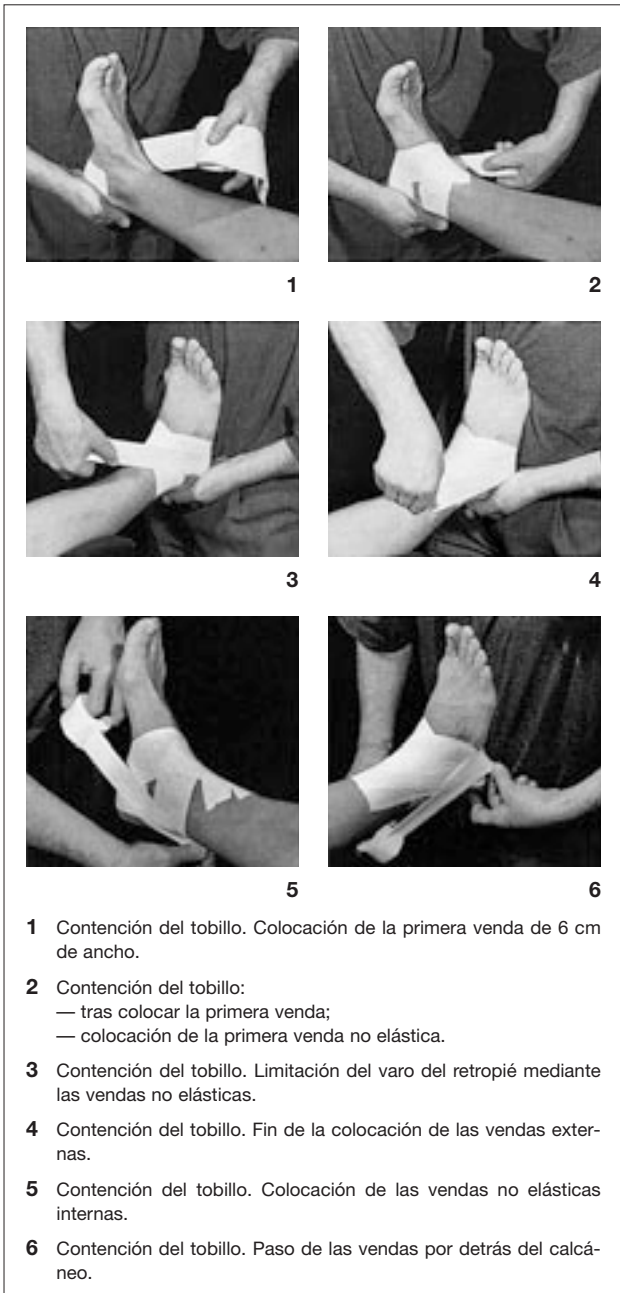 1 2
3 4
5 6
1 Contención del tobillo. Colocación de la primera venda de 6 cm
de ancho.
2 Contención del tobillo:
— tras colocar la primera venda;
— colocación de la primera venda no elástica.
3 Contención del tobillo. Limitación del varo del retropié mediante
las vendas no elásticas.
4 Contención del tobillo. Fin de la colocación de las vendas exter-
nas.
5 Contención del tobillo. Colocación de las vendas no elásticas
internas.
6 Contención del tobillo. Paso de las vendas por detrás del calcá-
neo.